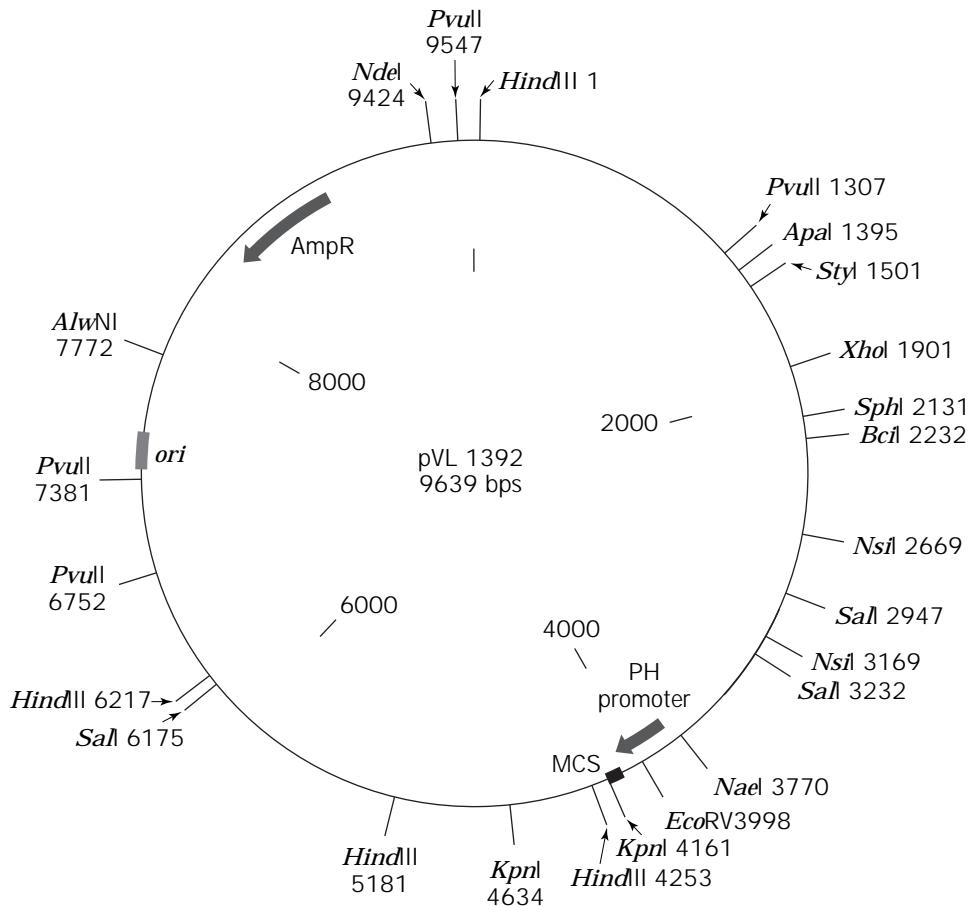 PvuII
9547
NdeI
9424
HindIII 1
PvuII 1307
ApaI 1395
StyI 1501
XhoI 1901
SphI 2131
BciI 2232
NsiI 2669
SalI 2947
NsiI 3169
SalI 3232
NaeI 3770
EcoRV3998
KpnI 4161
HindIII 4253
KpnI
4634
HindIII
5181
SalI 6175
HindIII 6217
PvuII
6752
PvuII
7381
ori
AlwNI
7772
AmpR
8000
2000
pVL 1392
9639 bps
6000
4000
PH
promoter
MCS